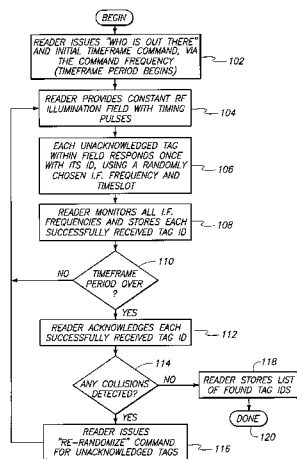 BEGIN
READER ISSUES "WHO IS OUT THERE"
AND INITIAL TIMEFRAME COMMAND, VIA
THE COMMAND FREQUENCY
(TIMEFRAME PERIOD BEGINS)
102
READER PROVIDES CONSTANT RF
ILLUMINATION FIELD WITH TIMING
PULSES
104
EACH UNACKNOWLEDGED TAG
WITHIN FIELD RESPONDS ONCE
WITH ITS ID, USING A RANDOMLY
CHOSEN I.F. FREQUENCY AND
TIMESLOT
106
READER MONITORS ALL I.F.
FREQUENCIES AND STORES EACH
SUCCESSFULLY RECEIVED TAG ID
108
110
NO
TIMEFRAME
PERIOD OVER
?
YES
READER ACKNOWLEDGES EACH
SUCCESSFULLY RECEIVED TAG ID
112
114
ANY COLLISIONS
DETECTED?
NO
118
READER STORES LIST
OF FOUND TAG IDS
YES
DONE
120
READER ISSUES
"RE-RANDOMIZE" COMMAND
FOR UNACKNOWLEDGED TAGS
116